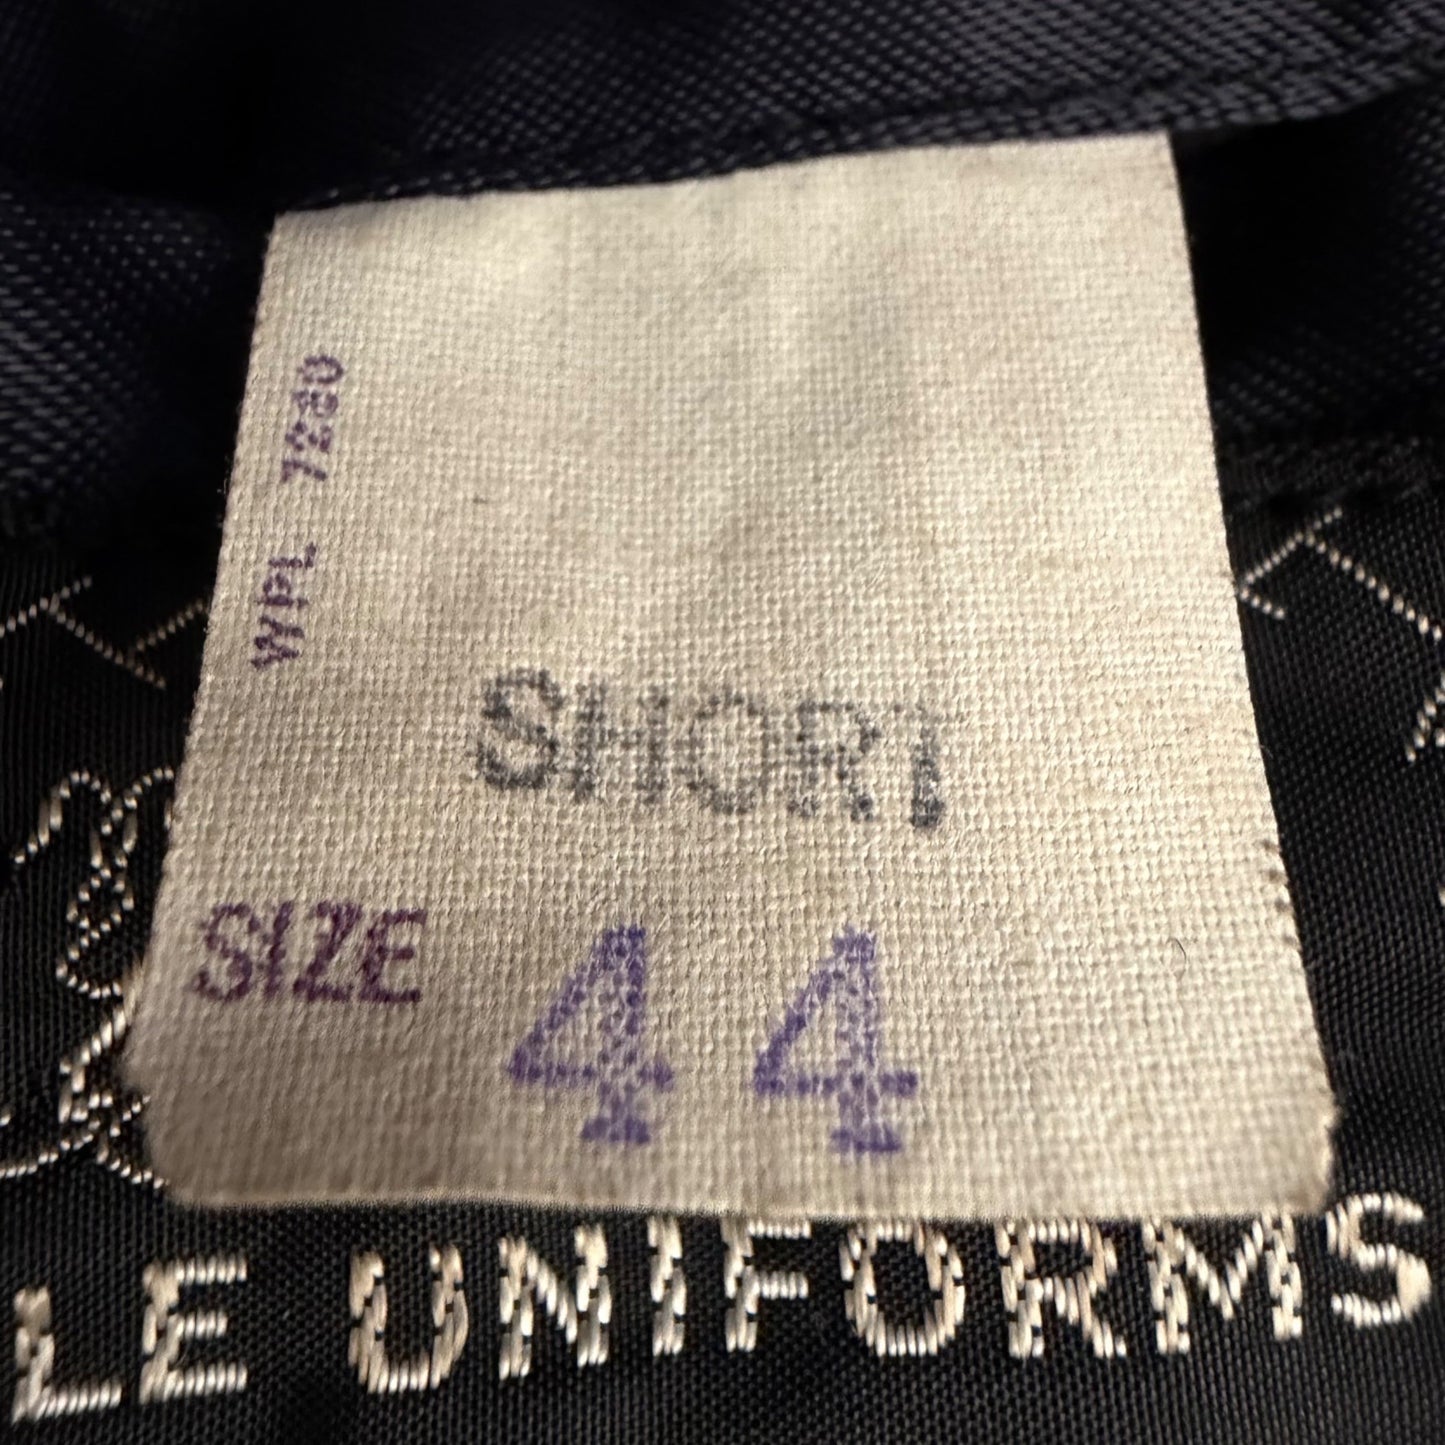 WPL 7280
SHORT
SIZE 44
LE UNIFORMS